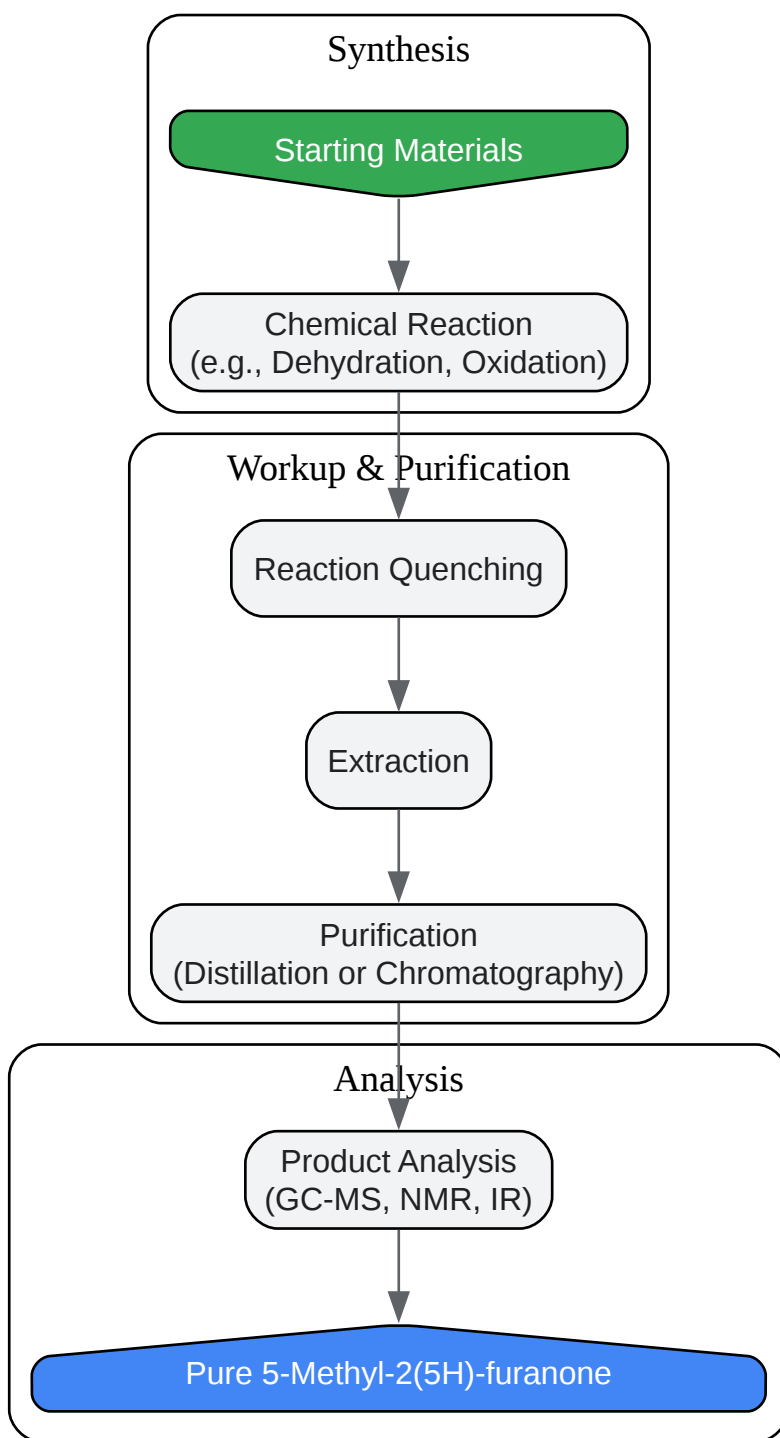 Synthesis
Starting Materials
Chemical Reaction
(e.g., Dehydration, Oxidation)
Workup & Purification
Reaction Quenching
Extraction
Purification
(Distillation or Chromatography)
Analysis
Product Analysis
(GC-MS, NMR, IR)
Pure 5-Methyl-2(5H)-furanone